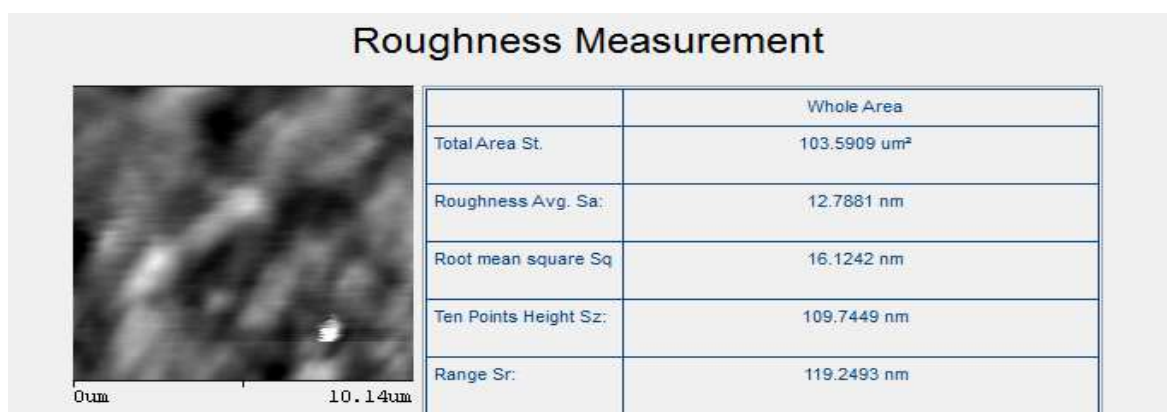 Roughness Measurement
Whole Area
Total Area St. 103.5909 um²
Roughness Avg. Sa: 12.7881 nm
Root mean square Sq 16.1242 nm
Ten Points Height Sz: 109.7449 nm
Range Sr: 119.2493 nm
0um 10.14um